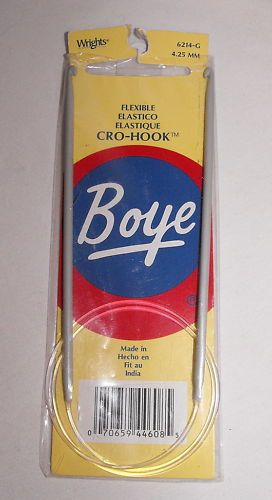 Wrights®
6214-G
4.25 MM
FLEXIBLE
ELASTICO
ELASTIQUE
CRO-HOOK™
Boye
®
Made in
Hecho en
Fit au
India
0 70659 44608 5